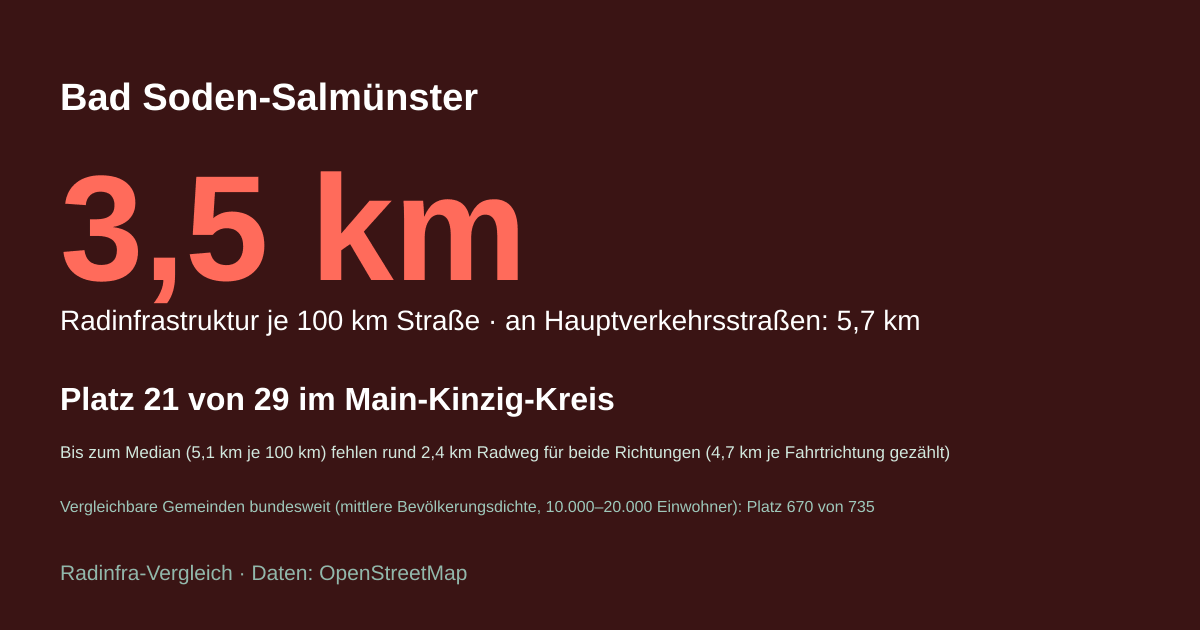 Bad Soden-Salmünster
3,5 km
Radinfrastruktur je 100 km Straße · an Hauptverkehrsstraßen: 5,7 km
Platz 21 von 29 im Main-Kinzig-Kreis
Bis zum Median (5,1 km je 100 km) fehlen rund 2,4 km Radweg für beide Richtungen (4,7 km je Fahrtrichtung gezählt)
Vergleichbare Gemeinden bundesweit (mittlere Bevölkerungsdichte, 10.000–20.000 Einwohner): Platz 670 von 735
Radinfra-Vergleich · Daten: OpenStreetMap